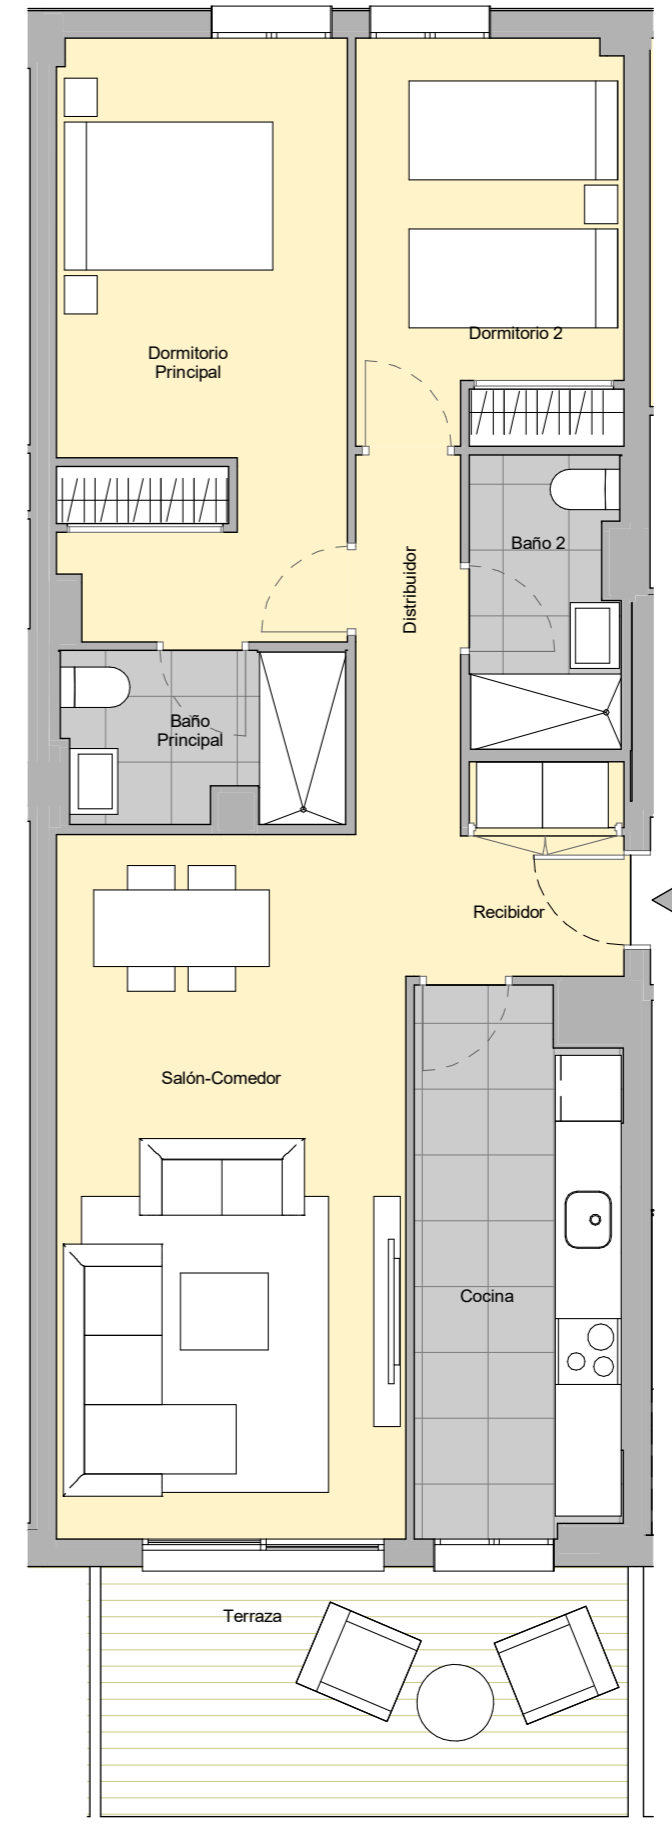 Dormitorio 2
Dormitorio
Principal
Baño 2
Distribuidor
Baño
Principal
Recibidor
Salón-Comedor
Cocina
Terraza